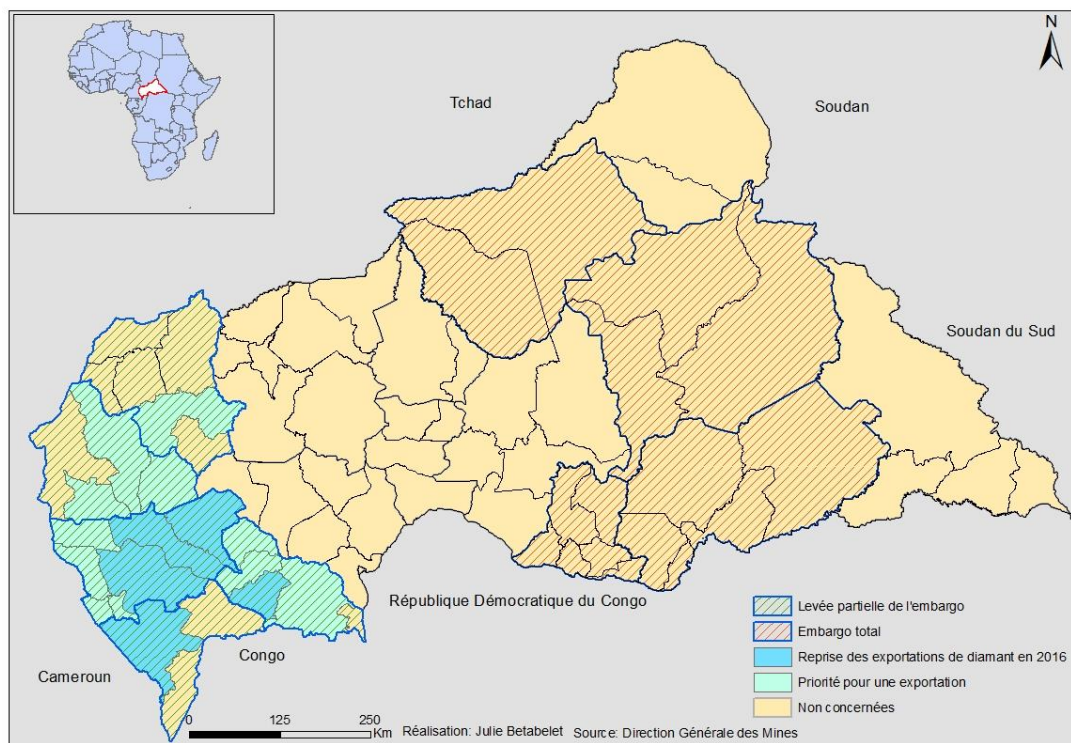 N
Tchad
Soudan
Soudan du Sud
République Démocratique du Congo
Congo
Cameroun
Levée partielle de l'embargo
Embargo total
Reprise des exportations de diamant en 2016
Priorité pour une exportation
Non concernées
0 125 250
Km
Réalisation: Julie Betabelet Source: Direction Générale des Mines